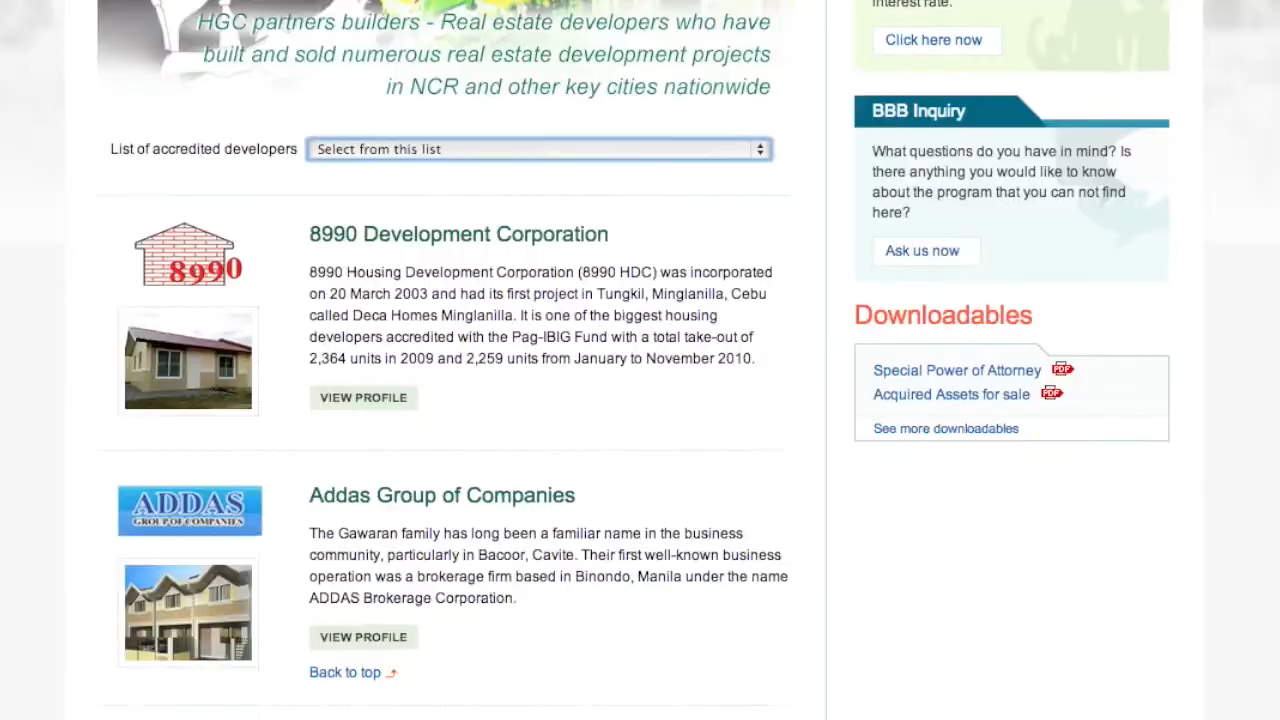 HGC partners builders - Real estate developers who have
built and sold numerous real estate development projects
in NCR and other key cities nationwide
List of accredited developers Select from this list
8990
8990 Development Corporation
8990 Housing Development Corporation (8990 HDC) was incorporated
on 20 March 2003 and had its first project in Tungkil, Minglanilla, Cebu
called Deca Homes Minglanilla. It is one of the biggest housing
developers accredited with the Pag-IBIG Fund with a total take-out of
2,364 units in 2009 and 2,259 units from January to November 2010.
VIEW PROFILE
ADDAS
GROUP OF COMPANIES
Addas Group of Companies
The Gawaran family has long been a familiar name in the business
community, particularly in Bacoor, Cavite. Their first well-known business
operation was a brokerage firm based in Binondo, Manila under the name
ADDAS Brokerage Corporation.
VIEW PROFILE
Back to top
interest rate.
Click here now
BBB Inquiry
What questions do you have in mind? Is
there anything you would like to know
about the program that you can not find
here?
Ask us now
Downloadables
Special Power of Attorney PDF
Acquired Assets for sale PDF
See more downloadables